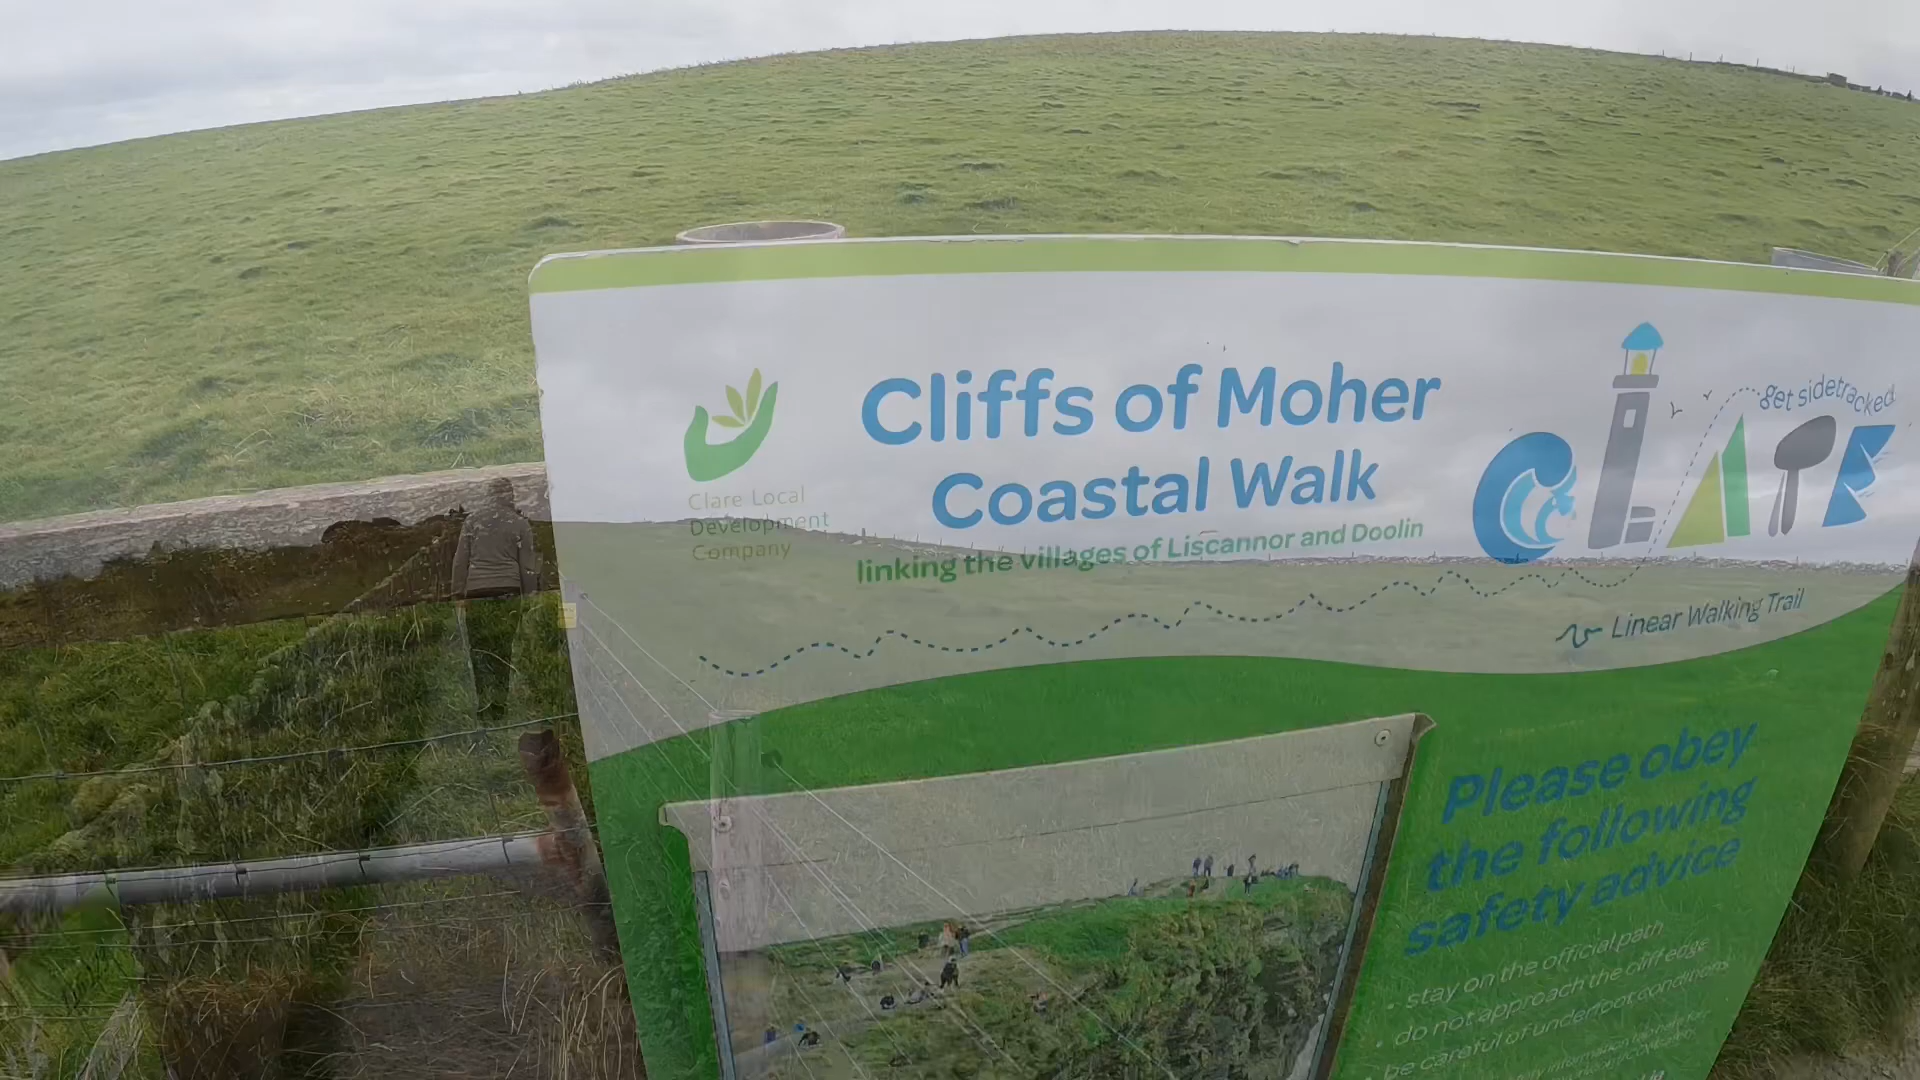 Clare Local
Development
Company
Cliffs of Moher
Coastal Walk
linking the villages of Liscannor and Doolin
get sidetracked
CLARE
Linear Walking Trail
Please obey
the following
safety advice
• stay on the official path
• do not approach the cliff edge
• be careful of underfoot conditions